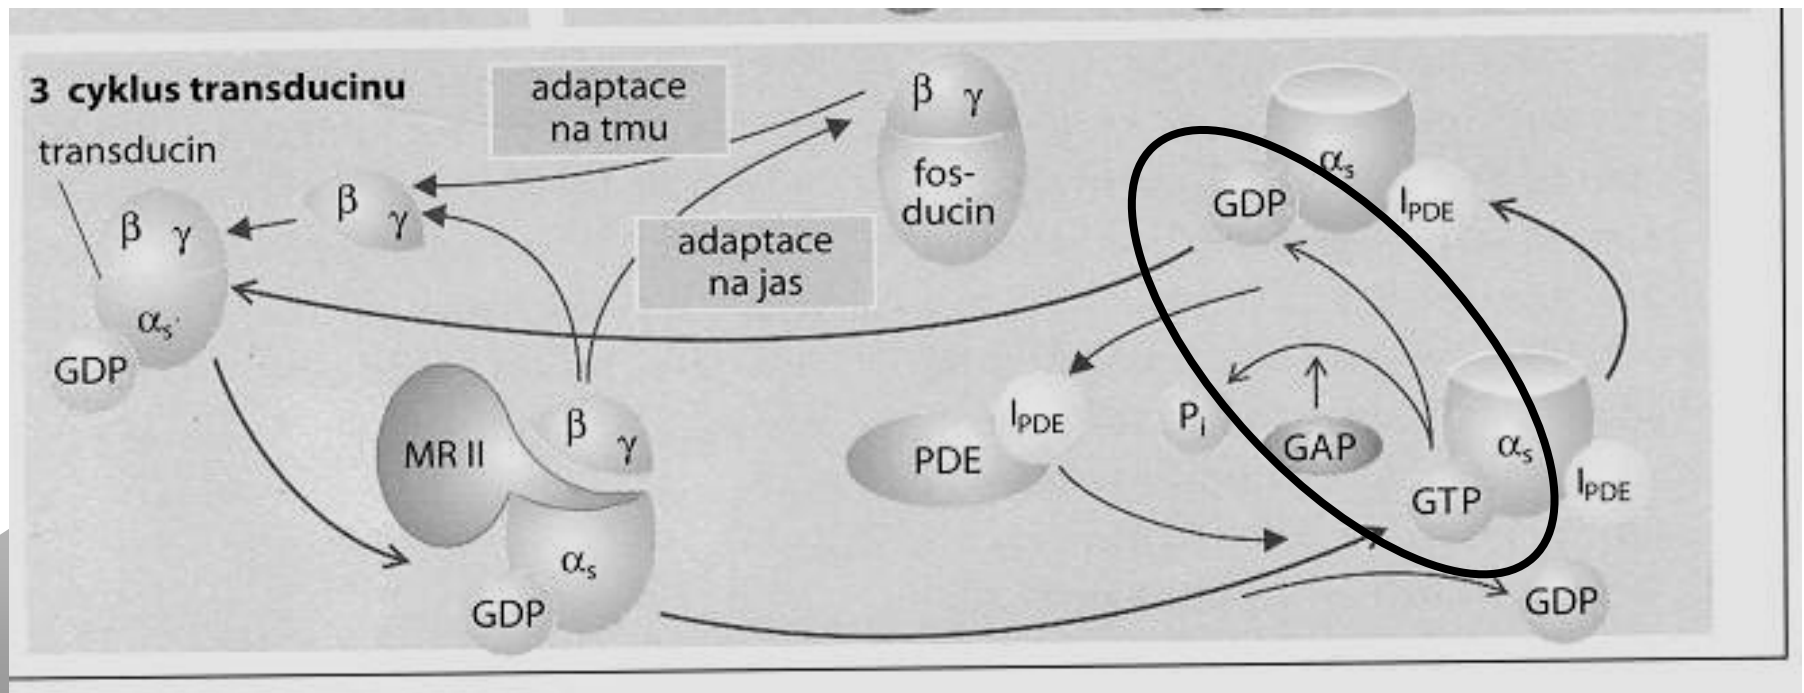 3 cyklus transducinu
transducin
β γ
αs
GDP
β
γ
adaptace
na tmu
adaptace
na jas
β γ
fos-
ducin
MR II
β
γ
αs
GDP
αs
GDP
IPDE
PDE
IPDE
Pi
GAP
αs
GTP
IPDE
GDP